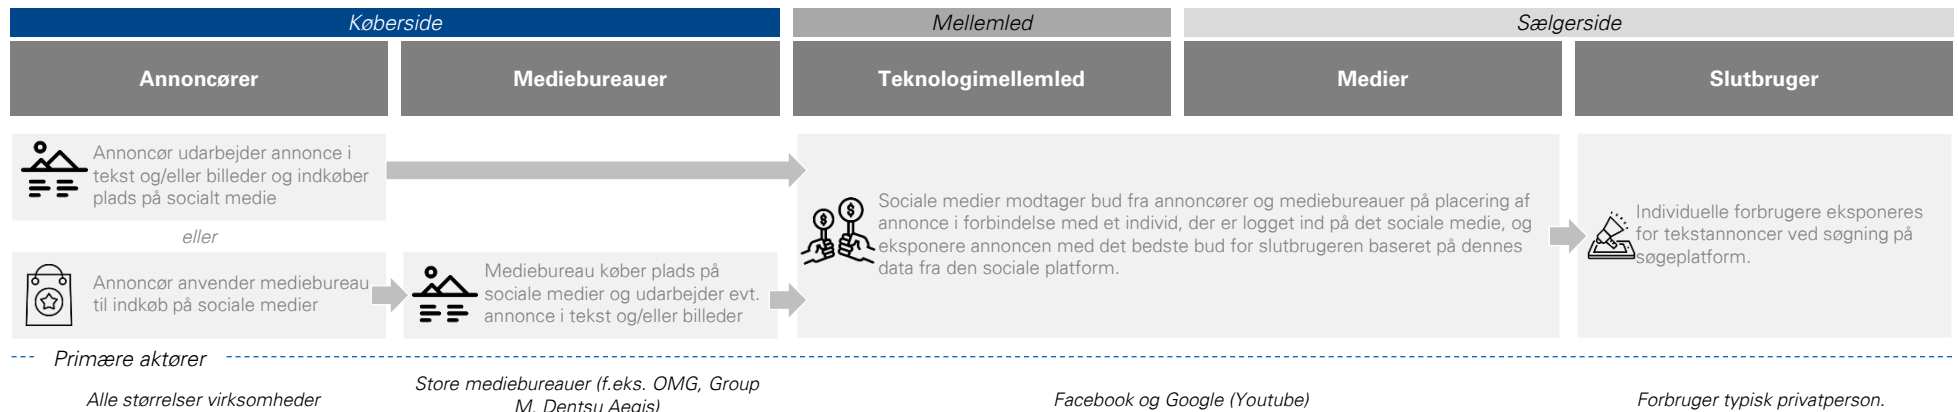 Køberside
Mellemled
Sælgerside
Annoncører
Mediebureauer
Teknologimellemled
Medier
Slutbruger
Annoncør udarbejder annonce i
tekst og/eller billeder og indkøber
plads på socialt medie
eller
Annoncør anvender mediebureau
til indkøb på sociale medier
Mediebureau køber plads på
sociale medier og udarbejder evt.
annonce i tekst og/eller billeder
Sociale medier modtager bud fra annoncører og mediebureauer på placering af
annonce i forbindelse med et individ, der er logget ind på det sociale medie, og
eksponere annoncen med det bedste bud for slutbrugeren baseret på dennes
data fra den sociale platform.
Individuelle forbrugere eksponeres
for tekstannoncer ved søgning på
søgeplatform.
Primære aktører
Alle størrelser virksomheder
Store mediebureauer (f.eks. OMG, Group
M, Dentsu Aegis)
Facebook og Google (Youtube)
Forbruger typisk privatperson.